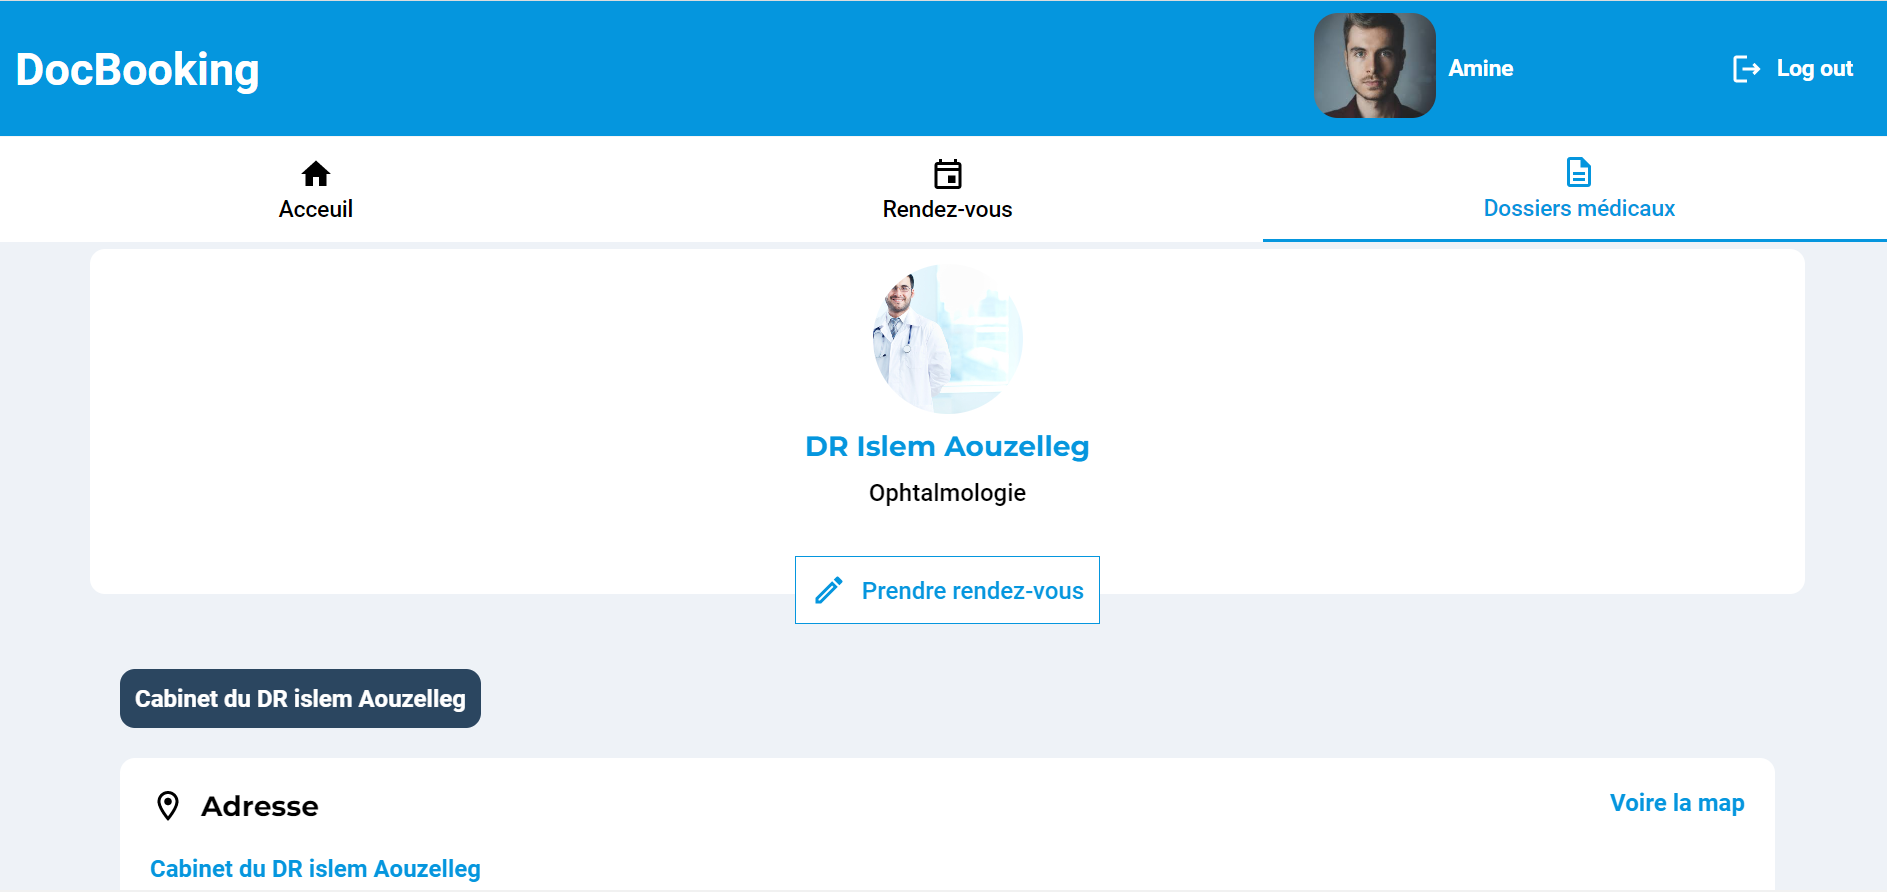 DocBooking
Amine
Log out
Acceuil
Rendez-vous
Dossiers médicaux
DR Islem Aouzelleg
Ophtalmologie
Prendre rendez-vous
Cabinet du DR islem Aouzelleg
Adresse
Voire la map
Cabinet du DR islem Aouzelleg